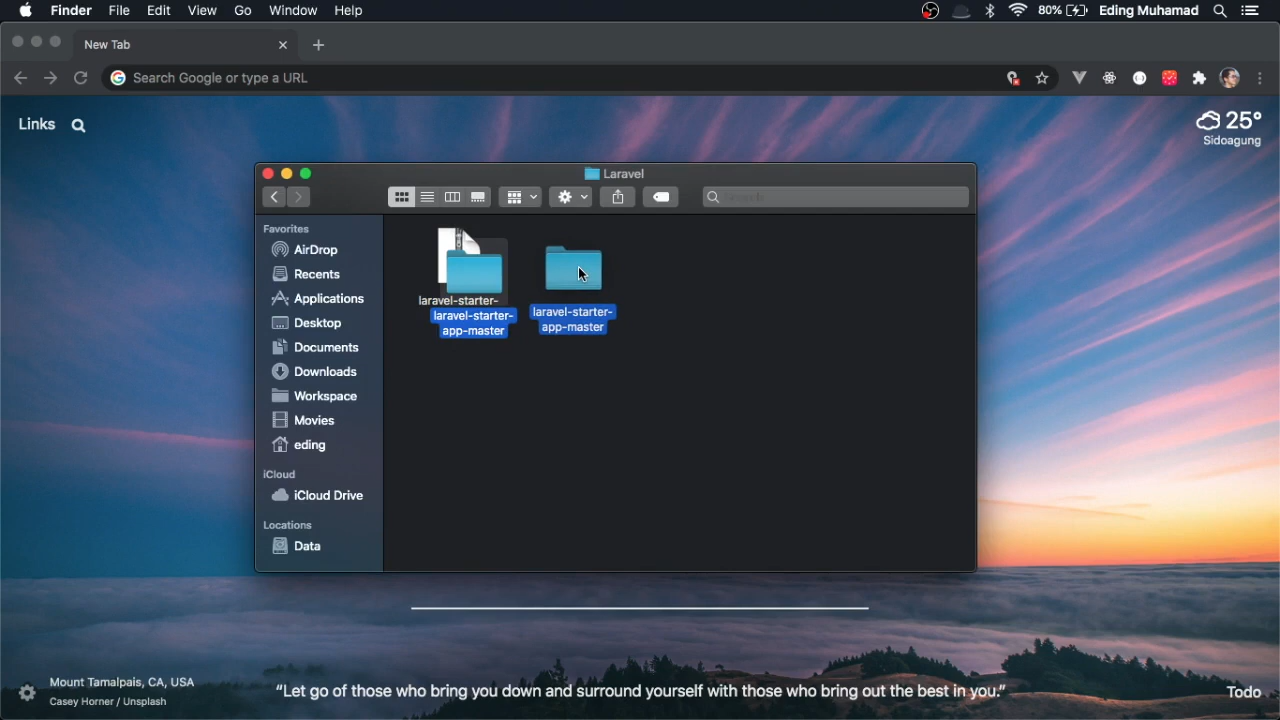 Finder File Edit View Go Window Help 80% Eding Muhamad
New Tab
Search Google or type a URL
Links
25°
Sidoagung
Laravel
Favorites
AirDrop
Recents
Applications
Desktop
Documents
Downloads
Workspace
Movies
eding
iCloud
iCloud Drive
Locations
Data
laravel-starter-
laravel-starter-
app-master
laravel-starter-
app-master
Mount Tamalpais, CA, USA
Casey Horner / Unsplash
“Let go of those who bring you down and surround yourself with those who bring out the best in you.”
Todo